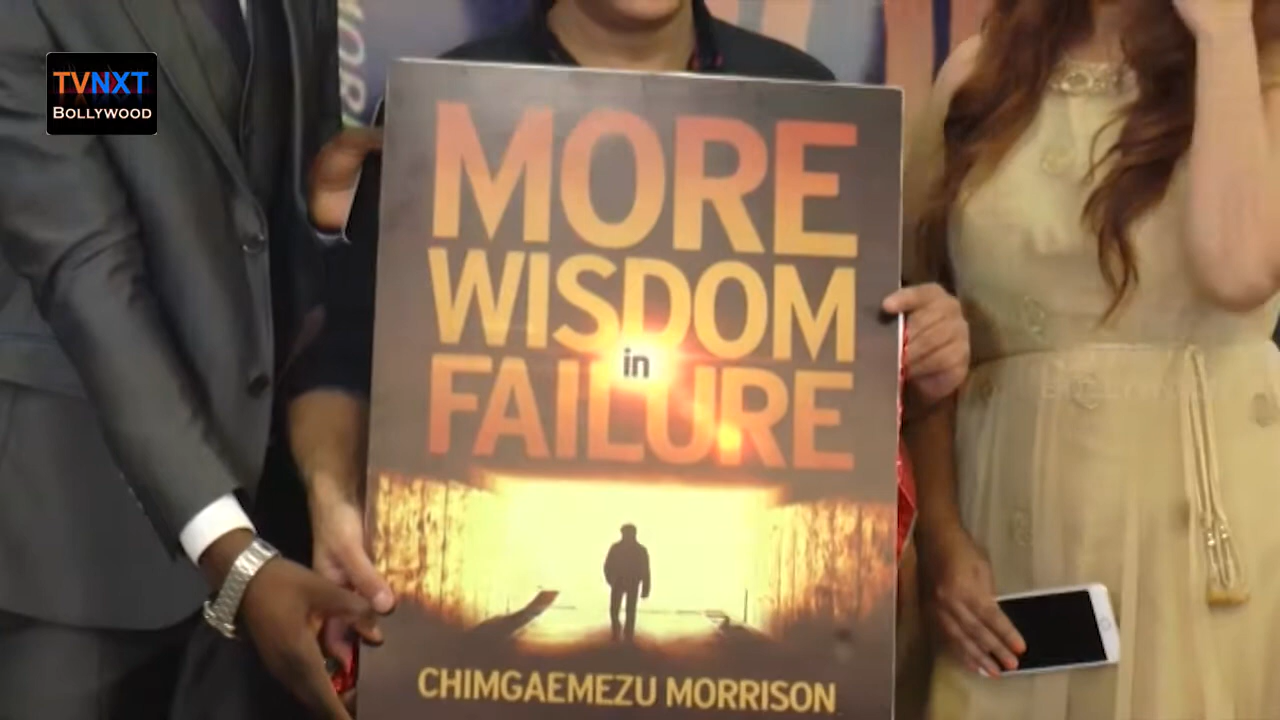 TVNXT
BOLLYWOOD
MORE
WISDOM
in
FAILURE
CHIMGAEMEZU MORRISON